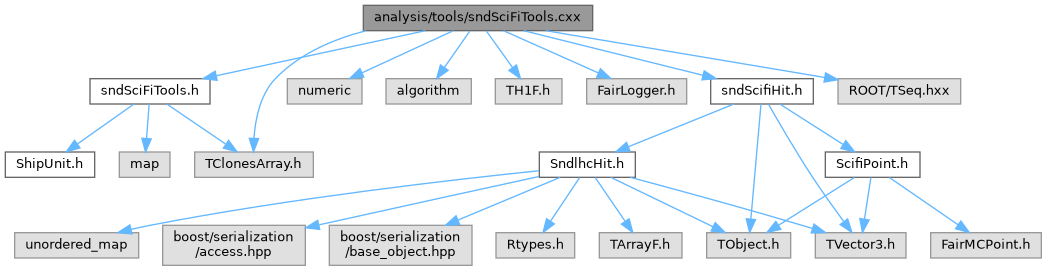 analysis/tools/sndSciFiTools.cxx
sndSciFiTools.h
numeric
algorithm
TH1F.h
FairLogger.h
sndScifiHit.h
ROOT/TSeq.hxx
ShipUnit.h
map
TClonesArray.h
SndlhcHit.h
ScifiPoint.h
unordered_map
boost/serialization
/access.hpp
boost/serialization
/base_object.hpp
Rtypes.h
TArrayF.h
TObject.h
TVector3.h
FairMCPoint.h